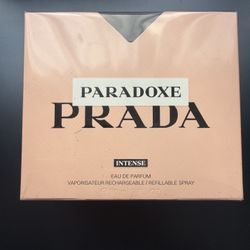 PARADOXE
PRADA
INTENSE
EAU DE PARFUM
VAPORISATEUR RECHARGEABLE / REFILLABLE SPRAY